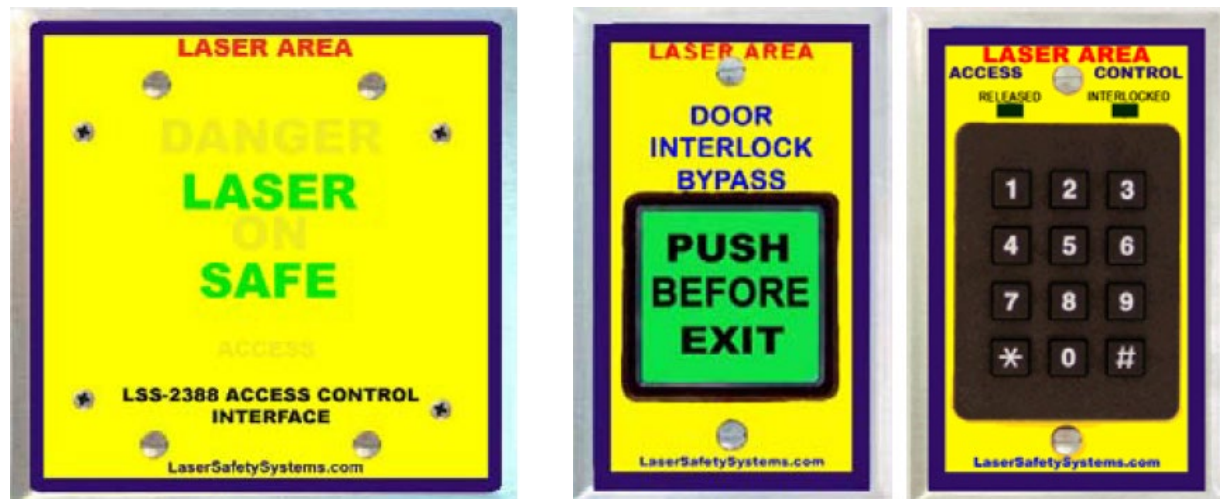 LASER AREA
DANGER
LASER
ON
SAFE
ACCESS
LSS-2388 ACCESS CONTROL
INTERFACE
LaserSafetySystems.com
LASER AREA
DOOR
INTERLOCK
BYPASS
PUSH
BEFORE
EXIT
LaserSafetySystems.com
LASER AREA
ACCESS CONTROL
RELEASED INTERLOCKED
1 2 3
4 5 6
7 8 9
* 0 #
LaserSafetySystems.com